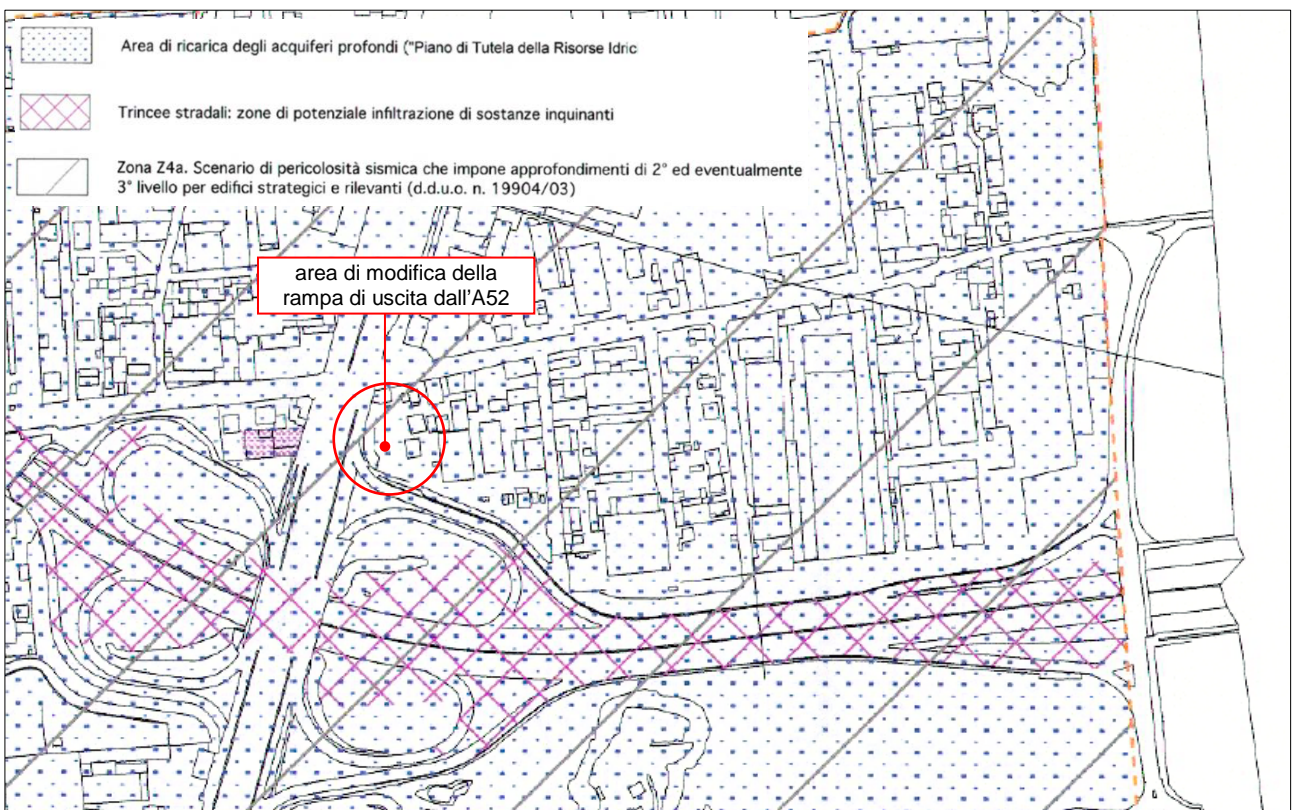 Area di ricarica degli acquiferi profondi ("Piano di Tutela della Risorse Idric
Trincee stradali: zone di potenziale infiltrazione di sostanze inquinanti
Zona Z4a. Scenario di pericolosità sismica che impone approfondimenti di 2° ed eventualmente
3° livello per edifici strategici e rilevanti (d.d.u.o. n. 19904/03)
area di modifica della
rampa di uscita dall'A52